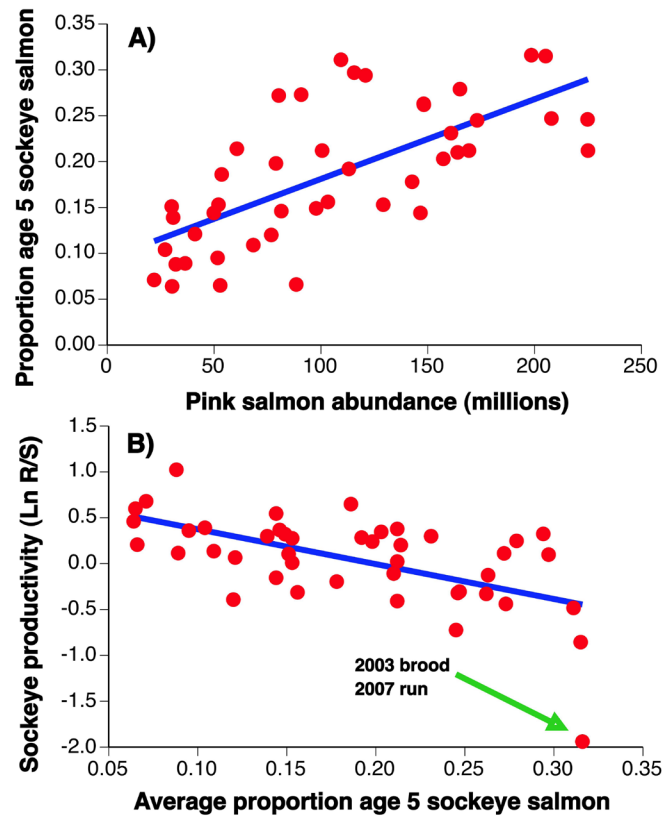 A)
Proportion age 5 sockeye salmon
0.35
0.30
0.25
0.20
0.15
0.10
0.05
0.00
0 50 100 150 200 250
Pink salmon abundance (millions)
B)
Sockeye productivity (Ln R/S)
1.5
1.0
0.5
0.0
-0.5
-1.0
-1.5
-2.0
2003 brood
2007 run
0.05 0.10 0.15 0.20 0.25 0.30 0.35
Average proportion age 5 sockeye salmon